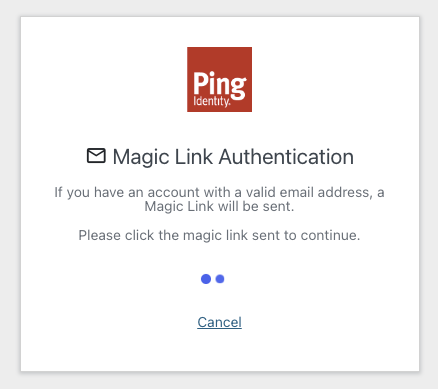 Ping
Identity.
Magic Link Authentication
If you have an account with a valid email address, a
Magic Link will be sent.
Please click the magic link sent to continue.
Cancel